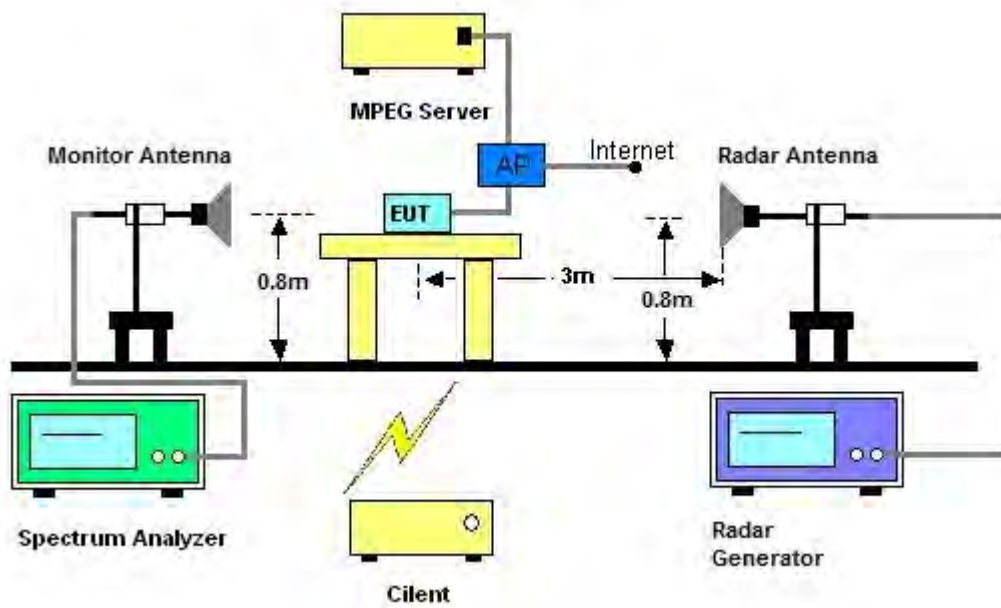 MPEG Server
Monitor Antenna
AP
Internet
Radar Antenna
EUT
0.8m
3m
0.8m
Spectrum Analyzer
Cilent
Radar
Generator